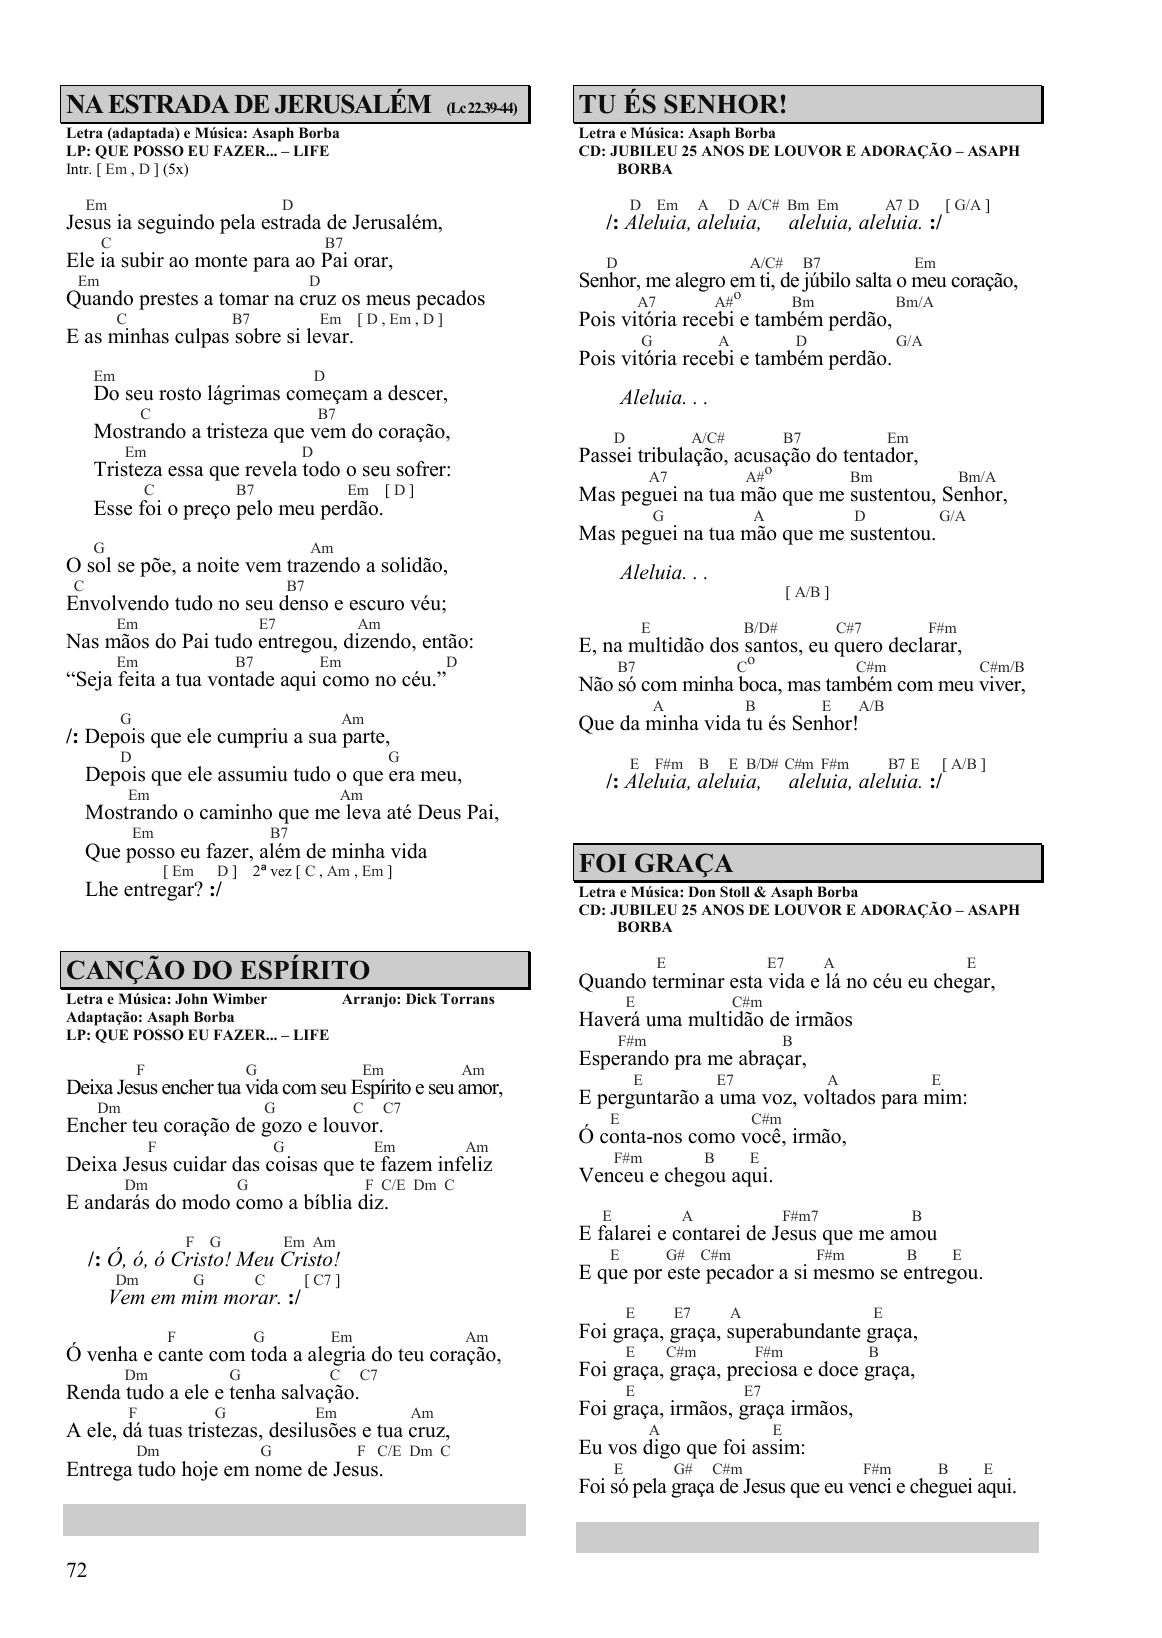 NA ESTRADA DE JERUSALÉM (Lc 22.39-44)
Letra (adaptada) e Música: Asaph Borba
LP: QUE POSSO EU FAZER... – LIFE
Intr. [ Em , D ] (5x)
Em D
Jesus ia seguindo pela estrada de Jerusalém,
C B7
Ele ia subir ao monte para ao Pai orar,
Em D
Quando prestes a tomar na cruz os meus pecados
C B7 Em [ D , Em , D ]
E as minhas culpas sobre si levar.
Em D
Do seu rosto lágrimas começam a descer,
C B7
Mostrando a tristeza que vem do coração,
Em D
Tristeza essa que revela todo o seu sofrer:
C B7 Em [ D ]
Esse foi o preço pelo meu perdão.
G Am
O sol se põe, a noite vem trazendo a solidão,
C B7
Envolvendo tudo no seu denso e escuro véu;
Em E7 Am
Nas mãos do Pai tudo entregou, dizendo, então:
Em B7 Em D
“Seja feita a tua vontade aqui como no céu.”
G Am
/: Depois que ele cumpriu a sua parte,
D G
Depois que ele assumiu tudo o que era meu,
Em Am
Mostrando o caminho que me leva até Deus Pai,
Em B7
Que posso eu fazer, além de minha vida
[ Em D ] 2ª vez [ C , Am , Em ]
Lhe entregar? :/
CANÇÃO DO ESPÍRITO
Letra e Música: John Wimber Arranjo: Dick Torrans
Adaptação: Asaph Borba
LP: QUE POSSO EU FAZER... – LIFE
F G Em Am
Deixa Jesus encher tua vida com seu Espírito e seu amor,
Dm G C C7
Encher teu coração de gozo e louvor.
F G Em Am
Deixa Jesus cuidar das coisas que te fazem infeliz
Dm G F C/E Dm C
E andarás do modo como a bíblia diz.
F G Em Am
/: Ó, ó, ó Cristo! Meu Cristo!
Dm G C [ C7 ]
Vem em mim morar. :/
F G Em Am
Ó venha e cante com toda a alegria do teu coração,
Dm G C C7
Renda tudo a ele e tenha salvação.
F G Em Am
A ele, dá tuas tristezas, desilusões e tua cruz,
Dm G F C/E Dm C
Entrega tudo hoje em nome de Jesus.
72
TU ÉS SENHOR!
Letra e Música: Asaph Borba
CD: JUBILEU 25 ANOS DE LOUVOR E ADORAÇÃO – ASAPH
BORBA
D Em A D A/C# Bm Em A7 D [ G/A ]
/: Aleluia, aleluia, aleluia, aleluia. :/
D A/C# B7 Em
Senhor, me alegro em ti, de júbilo salta o meu coração,
A7 A#º Bm Bm/A
Pois vitória recebi e também perdão,
G A D G/A
Pois vitória recebi e também perdão.
Aleluia. . .
D A/C# B7 Em
Passei tribulação, acusação do tentador,
A7 A#º Bm Bm/A
Mas peguei na tua mão que me sustentou, Senhor,
G A D G/A
Mas peguei na tua mão que me sustentou.
Aleluia. . .
[ A/B ]
E B/D# C#7 F#m
E, na multidão dos santos, eu quero declarar,
B7 Cº C#m C#m/B
Não só com minha boca, mas também com meu viver,
A B E A/B
Que da minha vida tu és Senhor!
E F#m B E B/D# C#m F#m B7 E [ A/B ]
/: Aleluia, aleluia, aleluia, aleluia. :/
FOI GRAÇA
Letra e Música: Don Stoll & Asaph Borba
CD: JUBILEU 25 ANOS DE LOUVOR E ADORAÇÃO – ASAPH
BORBA
E E7 A E
Quando terminar esta vida e lá no céu eu chegar,
E C#m
Haverá uma multidão de irmãos
F#m B
Esperando pra me abraçar,
E E7 A E
E perguntarão a uma voz, voltados para mim:
E C#m
Ó conta-nos como você, irmão,
F#m B E
Venceu e chegou aqui.
E A F#m7 B
E falarei e contarei de Jesus que me amou
E G# C#m F#m B E
E que por este pecador a si mesmo se entregou.
E E7 A E
Foi graça, graça, superabundante graça,
E C#m F#m B
Foi graça, graça, preciosa e doce graça,
E E7
Foi graça, irmãos, graça irmãos,
A E
Eu vos digo que foi assim:
E G# C#m F#m B E
Foi só pela graça de Jesus que eu venci e cheguei aqui.